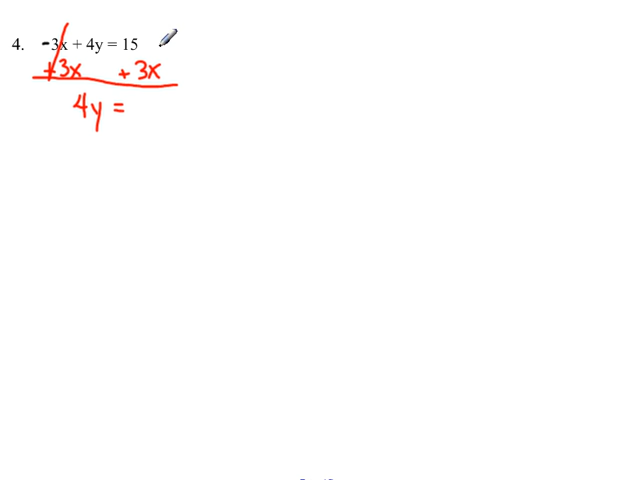 4. -3x + 4y = 15
+3x +3x
4y =